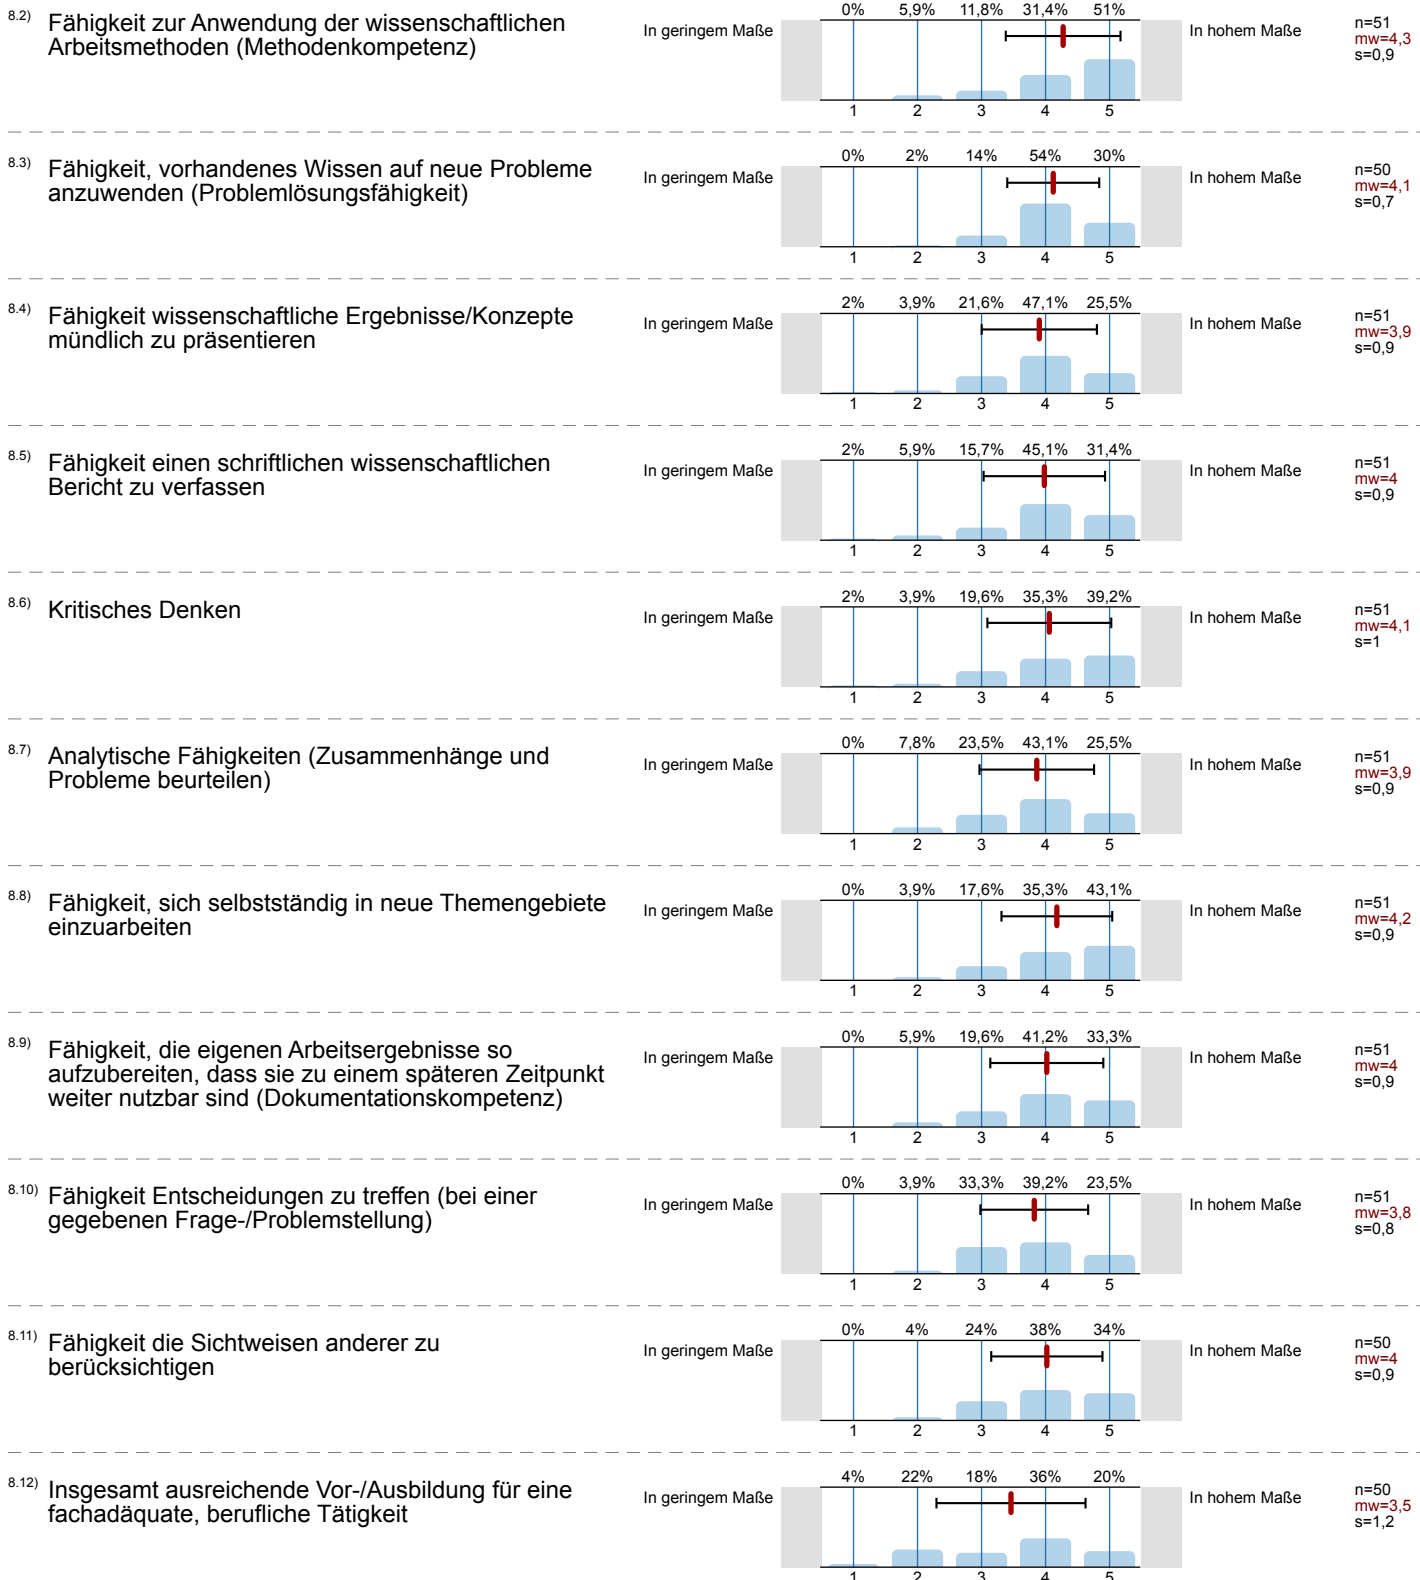 8.2) Fähigkeit zur Anwendung der wissenschaftlichen
Arbeitsmethoden (Methodenkompetenz)
In geringem Maße
0% 5,9% 11,8% 31,4% 51%
1 2 3 4 5
In hohem Maße
n=51
mw=4,3
s=0,9
8.3) Fähigkeit, vorhandenes Wissen auf neue Probleme
anzuwenden (Problemlösungsfähigkeit)
In geringem Maße
0% 2% 14% 54% 30%
1 2 3 4 5
In hohem Maße
n=50
mw=4,1
s=0,7
8.4) Fähigkeit wissenschaftliche Ergebnisse/Konzepte
mündlich zu präsentieren
In geringem Maße
2% 3,9% 21,6% 47,1% 25,5%
1 2 3 4 5
In hohem Maße
n=51
mw=3,9
s=0,9
8.5) Fähigkeit einen schriftlichen wissenschaftlichen
Bericht zu verfassen
In geringem Maße
2% 5,9% 15,7% 45,1% 31,4%
1 2 3 4 5
In hohem Maße
n=51
mw=4
s=0,9
8.6) Kritisches Denken
In geringem Maße
2% 3,9% 19,6% 35,3% 39,2%
1 2 3 4 5
In hohem Maße
n=51
mw=4,1
s=1
8.7) Analytische Fähigkeiten (Zusammenhänge und
Probleme beurteilen)
In geringem Maße
0% 7,8% 23,5% 43,1% 25,5%
1 2 3 4 5
In hohem Maße
n=51
mw=3,9
s=0,9
8.8) Fähigkeit, sich selbstständig in neue Themengebiete
einzuarbeiten
In geringem Maße
0% 3,9% 17,6% 35,3% 43,1%
1 2 3 4 5
In hohem Maße
n=51
mw=4,2
s=0,9
8.9) Fähigkeit, die eigenen Arbeitsergebnisse so
aufzubereiten, dass sie zu einem späteren Zeitpunkt
weiter nutzbar sind (Dokumentationskompetenz)
In geringem Maße
0% 5,9% 19,6% 41,2% 33,3%
1 2 3 4 5
In hohem Maße
n=51
mw=4
s=0,9
8.10) Fähigkeit Entscheidungen zu treffen (bei einer
gegebenen Frage-/Problemstellung)
In geringem Maße
0% 3,9% 33,3% 39,2% 23,5%
1 2 3 4 5
In hohem Maße
n=51
mw=3,8
s=0,8
8.11) Fähigkeit die Sichtweisen anderer zu
berücksichtigen
In geringem Maße
0% 4% 24% 38% 34%
1 2 3 4 5
In hohem Maße
n=50
mw=4
s=0,9
8.12) Insgesamt ausreichende Vor-/Ausbildung für eine
fachadäquate, berufliche Tätigkeit
In geringem Maße
4% 22% 18% 36% 20%
1 2 3 4 5
In hohem Maße
n=50
mw=3,5
s=1,2